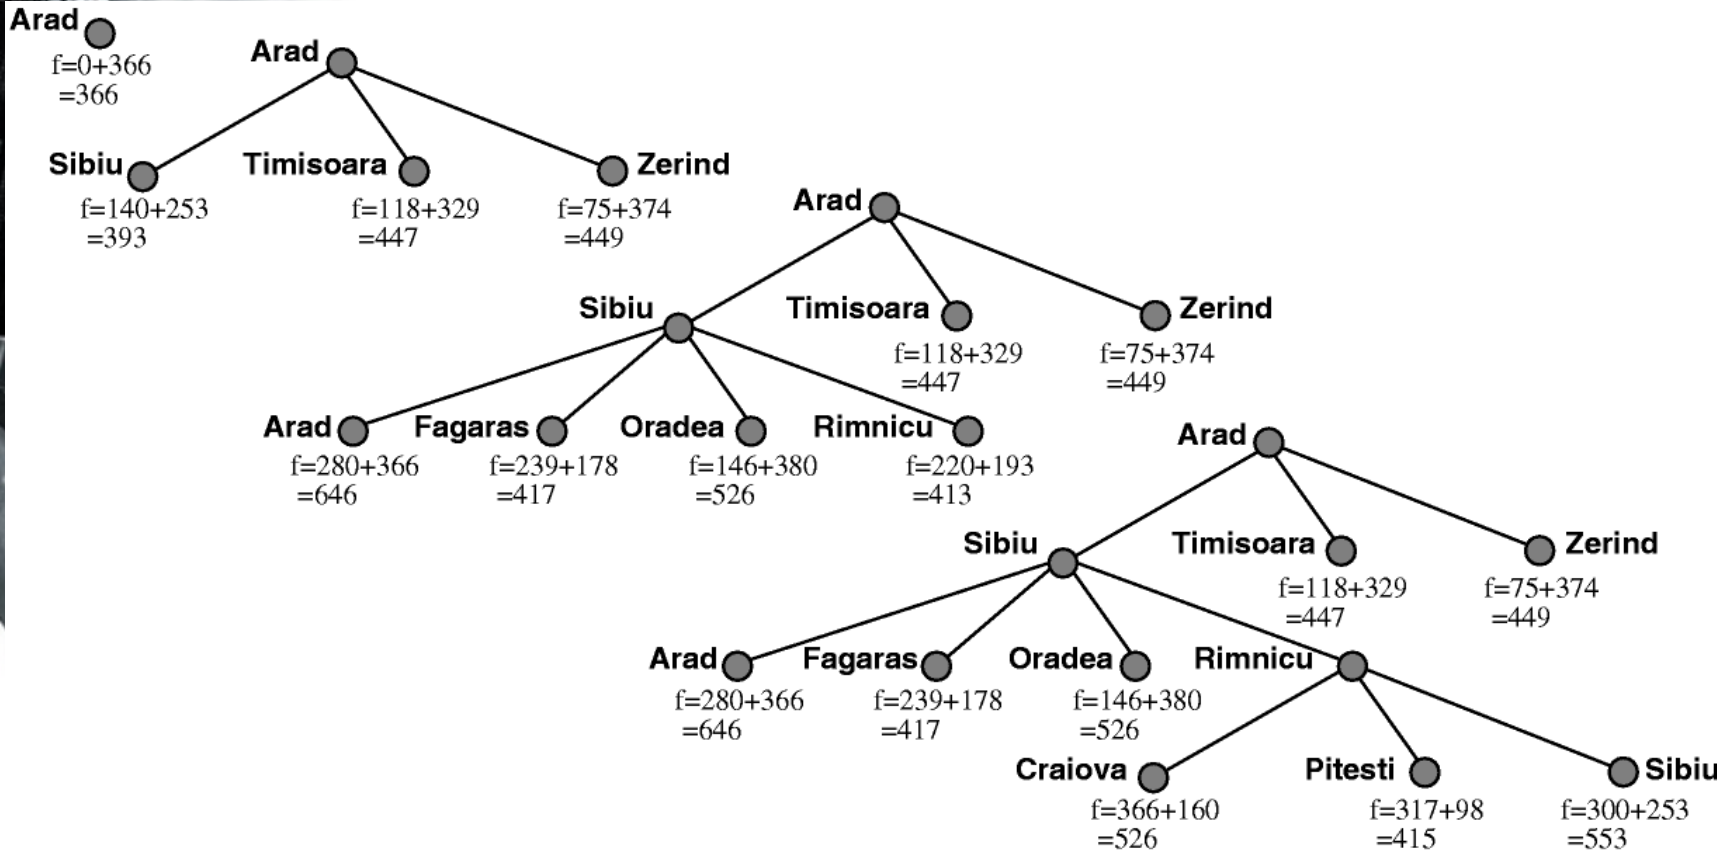 Arad
f=0+366
=366
Arad
Sibiu
Timisoara
Zerind
f=140+253
=393
f=118+329
=447
f=75+374
=449
Arad
Sibiu
Timisoara
Zerind
f=118+329
=447
f=75+374
=449
Arad
Fagaras
Oradea
Rimnicu
f=280+366
=646
f=239+178
=417
f=146+380
=526
f=220+193
=413
Arad
Sibiu
Timisoara
Zerind
f=118+329
=447
f=75+374
=449
Arad
Fagaras
Oradea
Rimnicu
f=280+366
=646
f=239+178
=417
f=146+380
=526
Craiova
Pitesti
Sibiu
f=366+160
=526
f=317+98
=415
f=300+253
=553